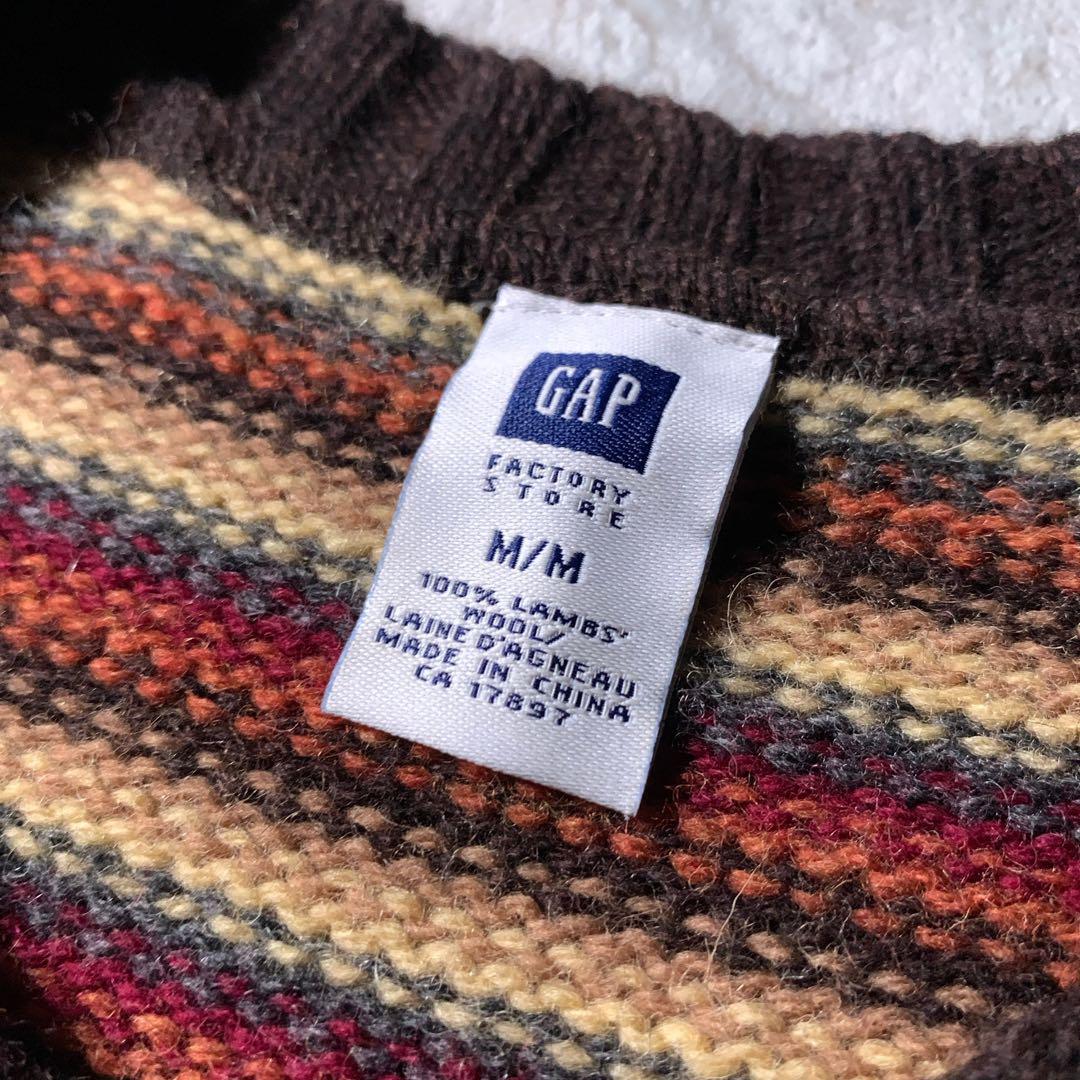 GAP
FACTORY
STORE
M/M
100% LAMBS'
WOOL/
LAINE D'AGNEAU
MADE IN CHINA
CA 17897